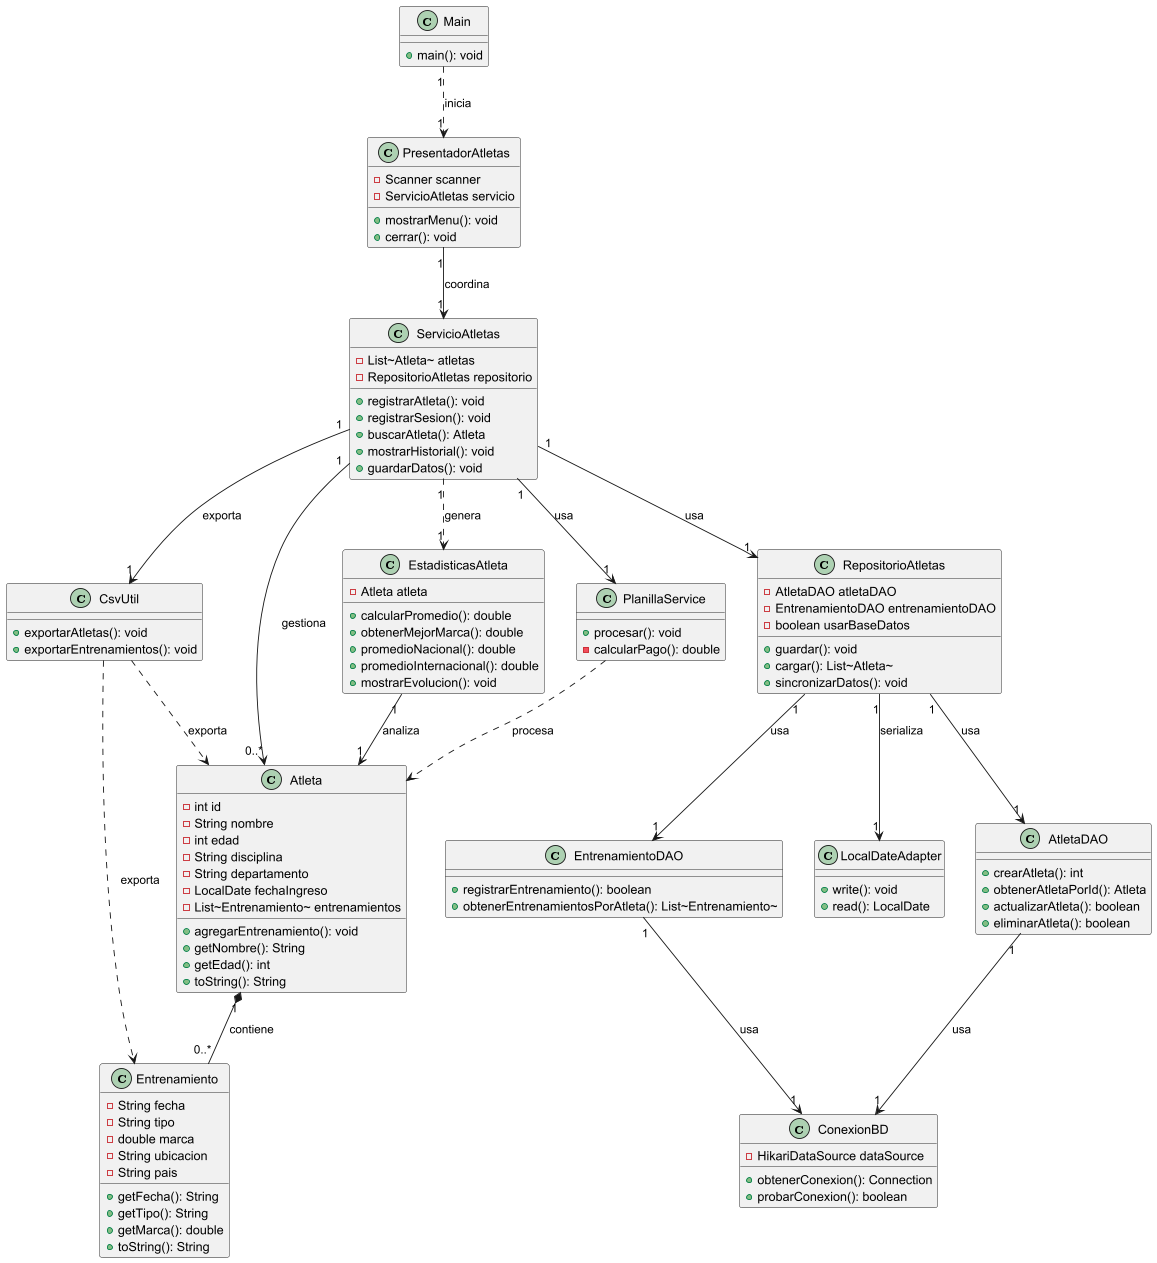 C Main
main(): void
1
inicia
1
C PresentadorAtletas
Scanner scanner
ServicioAtletas servicio
mostrarMenu(): void
cerrar(): void
1
coordina
1
C ServicioAtletas
List~Atleta~ atletas
RepositorioAtletas repositorio
registrarAtleta(): void
registrarSesion(): void
buscarAtleta(): Atleta
mostrarHistorial(): void
guardarDatos(): void
1
1
1
1
1
exporta
genera
usa
usa
1
1
1
1
C CsvUtil
exportarAtletas(): void
exportarEntrenamientos(): void
gestiona
C EstadisticasAtleta
Atleta atleta
calcularPromedio(): double
obtenerMejorMarca(): double
promedioNacional(): double
promedioInternacional(): double
mostrarEvolucion(): void
C PlanillaService
procesar(): void
calcularPago(): double
C RepositorioAtletas
AtletaDAO atletaDAO
EntrenamientoDAO entrenamientoDAO
boolean usarBaseDatos
guardar(): void
cargar(): List~Atleta~
sincronizarDatos(): void
1
1
1
1
exporta
analiza
procesa
usa
serializa
usa
0..*
1
1
1
1
C Atleta
int id
String nombre
int edad
String disciplina
String departamento
LocalDate fechaIngreso
List~Entrenamiento~ entrenamientos
agregarEntrenamiento(): void
getNombre(): String
getEdad(): int
toString(): String
C EntrenamientoDAO
registrarEntrenamiento(): boolean
obtenerEntrenamientosPorAtleta(): List~Entrenamiento~
C LocalDateAdapter
write(): void
read(): LocalDate
C AtletaDAO
crearAtleta(): int
obtenerAtletaPorId(): Atleta
actualizarAtleta(): boolean
eliminarAtleta(): boolean
exporta
1
1
1
contiene
usa
usa
0..*
1
1
C Entrenamiento
String fecha
String tipo
double marca
String ubicacion
String pais
getFecha(): String
getTipo(): String
getMarca(): double
toString(): String
C ConexionBD
HikariDataSource dataSource
obtenerConexion(): Connection
probarConexion(): boolean